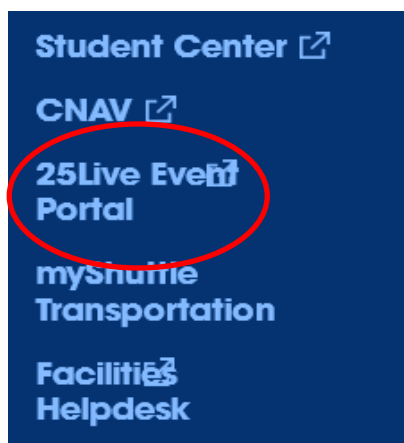 Student Center
CNAV
25Live Event
Portal
myShuttle
Transportation
Facilities
Helpdesk